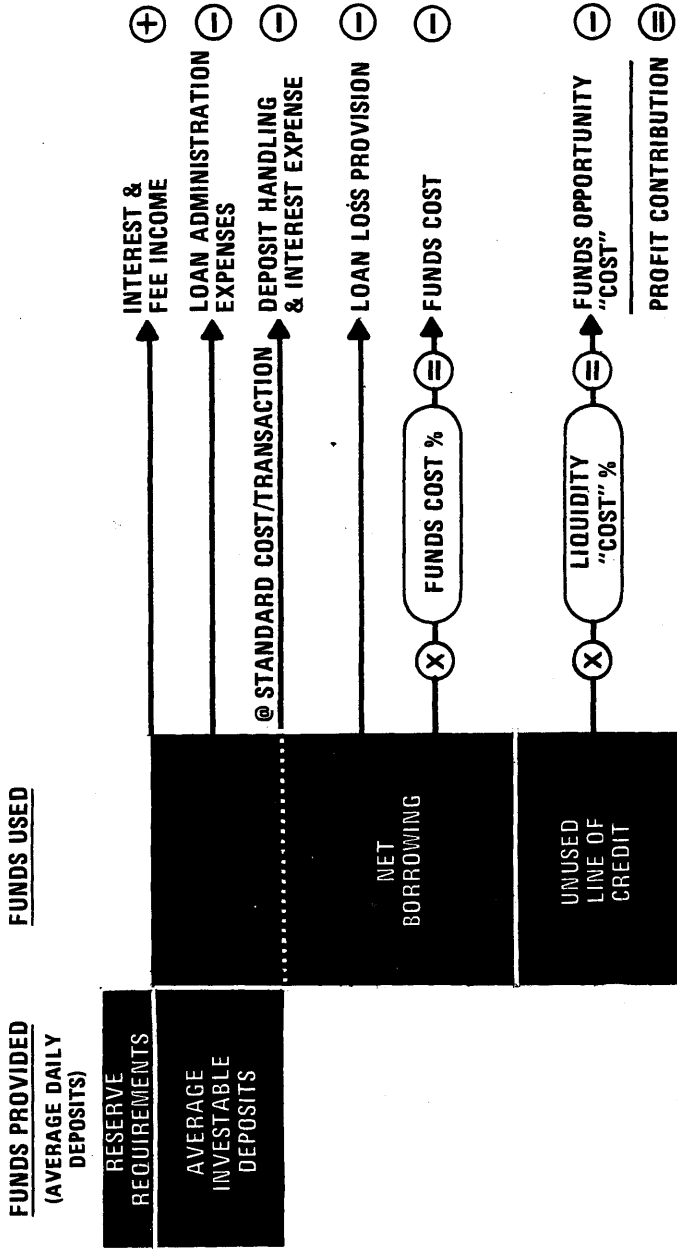 FUNDS PROVIDED
(AVERAGE DAILY
DEPOSITS)
RESERVE
REQUIREMENTS
AVERAGE
INVESTABLE
DEPOSITS
FUNDS USED
NET
BORROWING
UNUSED
LINE OF
CREDIT
INTEREST &
FEE INCOME
+
LOAN ADMINISTRATION
EXPENSES
−
@ STANDARD COST/TRANSACTION
DEPOSIT HANDLING
& INTEREST EXPENSE
−
LOAN LOSS PROVISION
−
X
FUNDS COST %
=
FUNDS COST
−
X
LIQUIDITY
"COST" %
=
FUNDS OPPORTUNITY
"COST"
−
PROFIT CONTRIBUTION
=